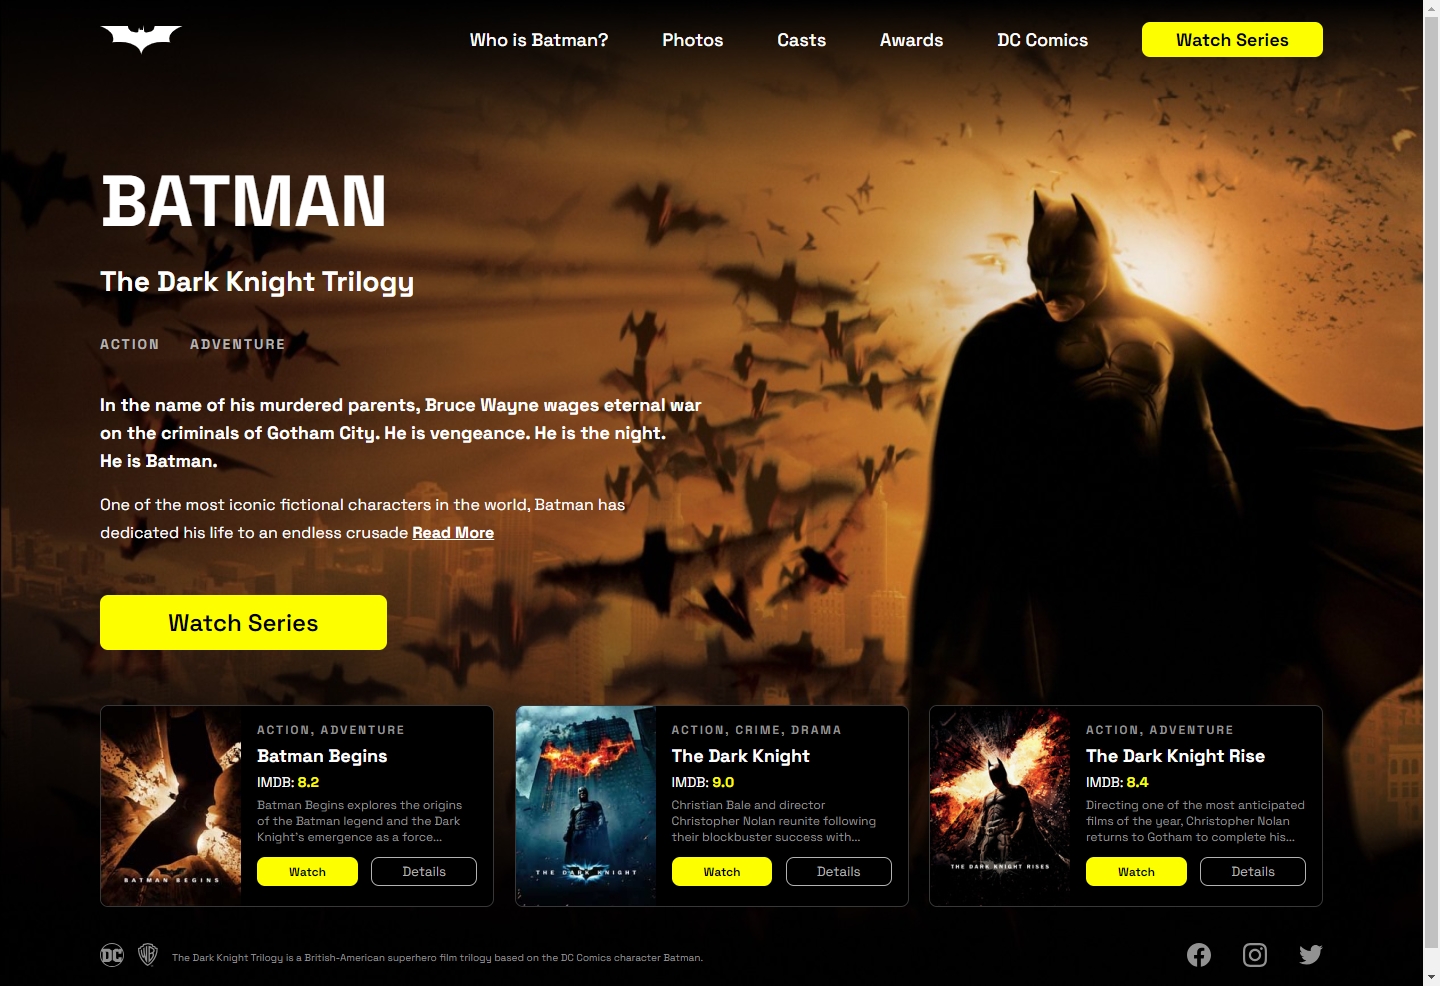 Who is Batman?
Photos
Casts
Awards
DC Comics
Watch Series
BATMAN
The Dark Knight Trilogy
ACTION
ADVENTURE
In the name of his murdered parents, Bruce Wayne wages eternal war
on the criminals of Gotham City. He is vengeance. He is the night.
He is Batman.
One of the most iconic fictional characters in the world, Batman has
dedicated his life to an endless crusade Read More
Watch Series
BATMAN BEGINS
ACTION, ADVENTURE
Batman Begins
IMDB: 8.2
Batman Begins explores the origins
of the Batman legend and the Dark
Knight's emergence as a force...
Watch
Details
THE DARK KNIGHT
ACTION, CRIME, DRAMA
The Dark Knight
IMDB: 9.0
Christian Bale and director
Christopher Nolan reunite following
their blockbuster success with...
Watch
Details
THE DARK KNIGHT RISES
ACTION, ADVENTURE
The Dark Knight Rise
IMDB: 8.4
Directing one of the most anticipated
films of the year, Christopher Nolan
returns to Gotham to complete his...
Watch
Details
DC
WB
The Dark Knight Trilogy is a British-American superhero film trilogy based on the DC Comics character Batman.